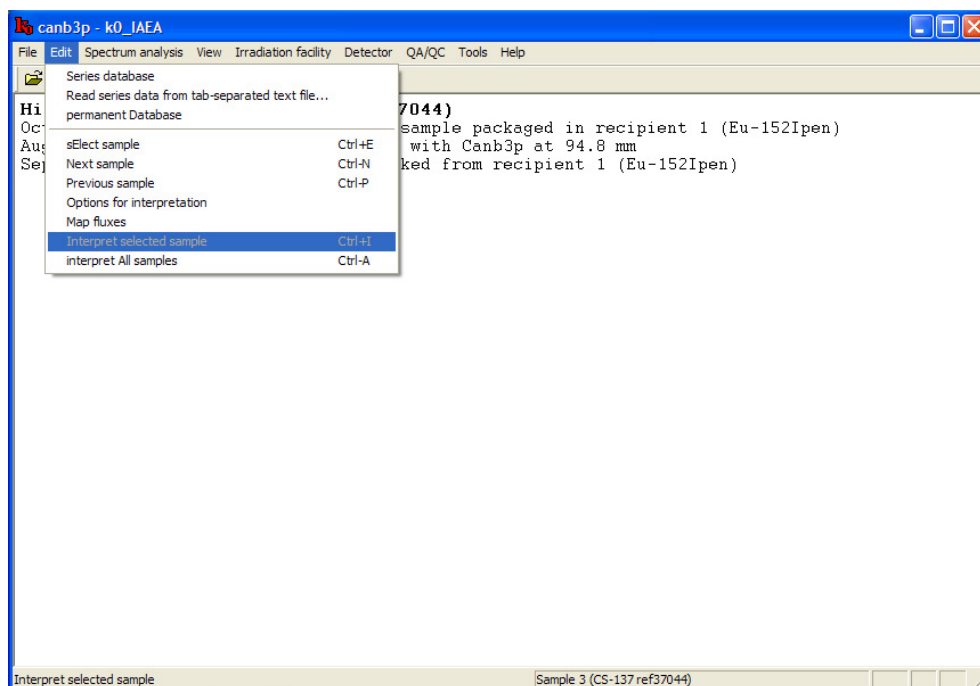 canb3p - k0_IAEA
File Edit Spectrum analysis View Irradiation facility Detector QA/QC Tools Help
Series database
Read series data from tab-separated text file...
permanent Database
sElect sample Ctrl+E
Next sample Ctrl-N
Previous sample Ctrl-P
Options for interpretation
Map fluxes
Interpret selected sample Ctrl+I
interpret All samples Ctrl-A
Hi 7044)
Oct sample packaged in recipient 1 (Eu-152Ipen)
Aug with Canb3p at 94.8 mm
Sep ked from recipient 1 (Eu-152Ipen)
Interpret selected sample Sample 3 (CS-137 ref37044)